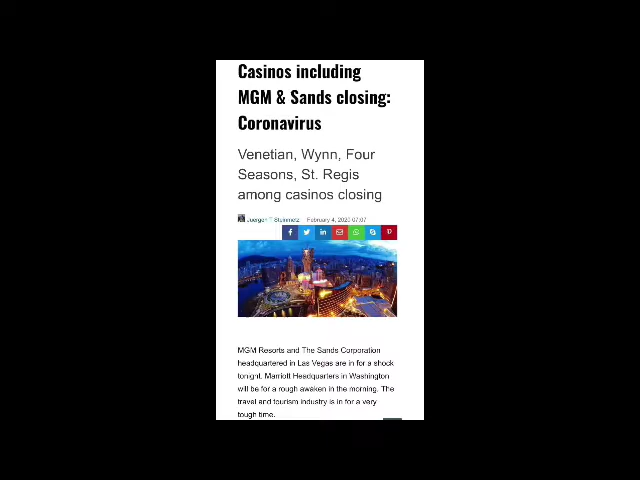 Casinos including
MGM & Sands closing:
Coronavirus
Venetian, Wynn, Four
Seasons, St. Regis
among casinos closing
Juergen T Steinmetz February 4, 2020 07:07
MGM Resorts and The Sands Corporation
headquartered in Las Vegas are in for a shock
tonight. Marriott Headquarters in Washington
will be for a rough awaken in the morning. The
travel and tourism industry is in for a very
tough time.